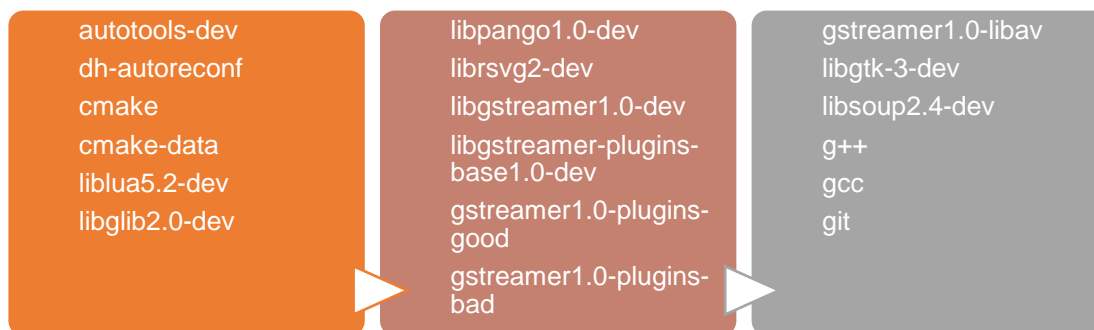 autotools-dev
dh-autoreconf
cmake
cmake-data
liblua5.2-dev
libglib2.0-dev
libpango1.0-dev
librsvg2-dev
libgstreamer1.0-dev
libgstreamer-plugins-
base1.0-dev
gstreamer1.0-plugins-
good
gstreamer1.0-plugins-
bad
gstreamer1.0-libav
libgtk-3-dev
libsoup2.4-dev
g++
gcc
git